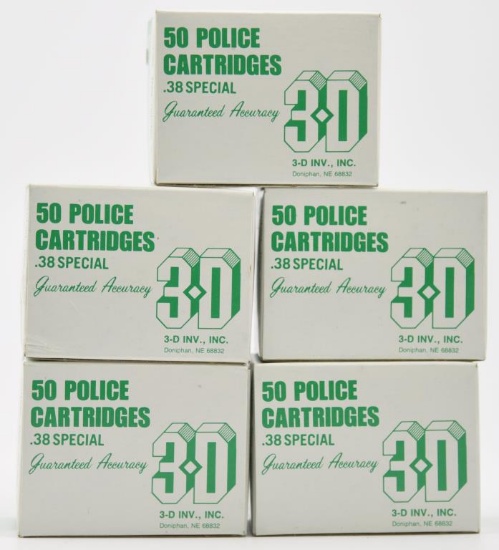 50 POLICE
CARTRIDGES
.38 SPECIAL
Guaranteed Accuracy
3-D
3-D INV., INC.
Doniphan, NE 68832
50 POLICE
CARTRIDGES
.38 SPECIAL
Guaranteed Accuracy
3-D
3-D INV., INC.
Doniphan, NE 68832
50 POLICE
CARTRIDGES
.38 SPECIAL
Guaranteed Accuracy
3-D
3-D INV., INC.
Doniphan, NE 68832
50 POLICE
CARTRIDGES
.38 SPECIAL
Guaranteed Accuracy
3-D
3-D INV., INC.
Doniphan, NE 68832
50 POLICE
CARTRIDGES
.38 SPECIAL
Guaranteed Accuracy
3-D
3-D INV., INC.
Doniphan, NE 68832